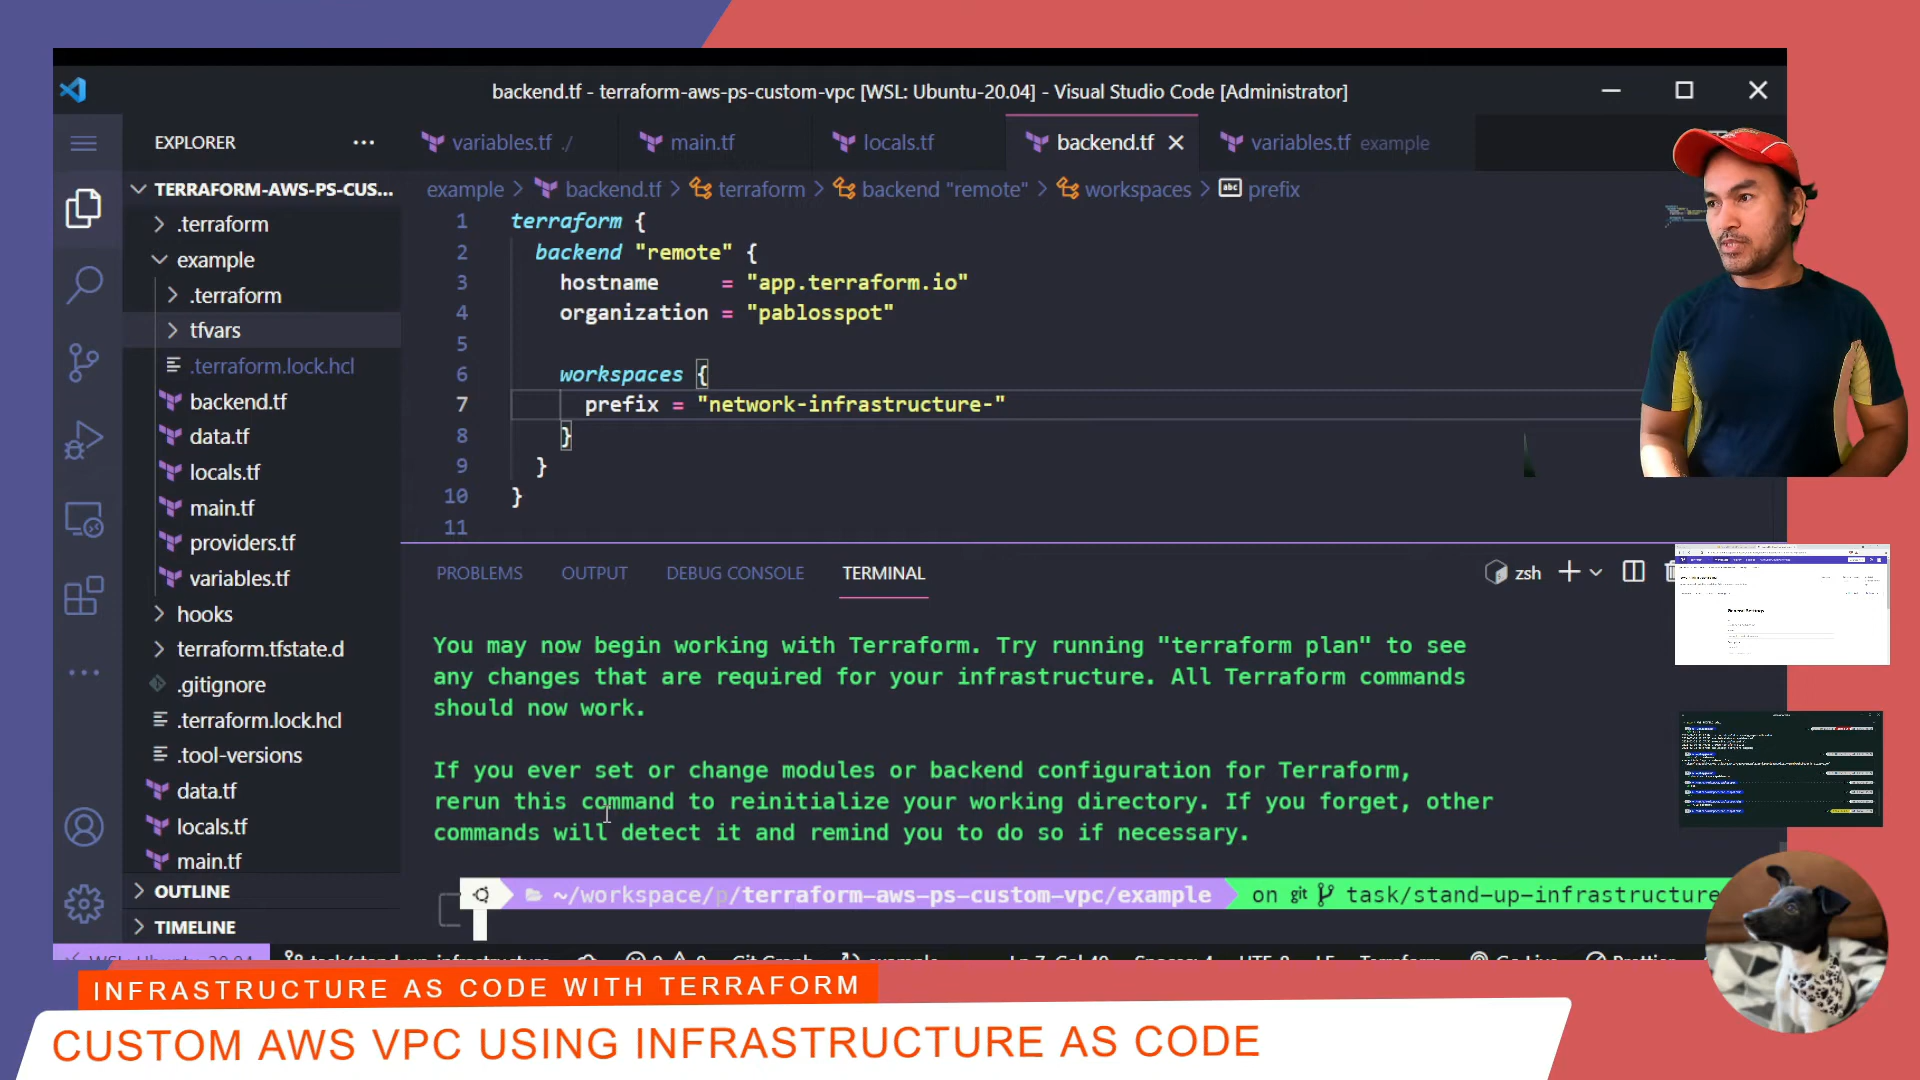 backend.tf - terraform-aws-ps-custom-vpc [WSL: Ubuntu-20.04] - Visual Studio Code [Administrator]
EXPLORER ...
variables.tf ./ main.tf locals.tf backend.tf variables.tf example
TERRAFORM-AWS-PS-CUS...
example > backend.tf > terraform > backend "remote" > workspaces > abc prefix
.terraform
example
.terraform
tfvars
.terraform.lock.hcl
backend.tf
data.tf
locals.tf
main.tf
providers.tf
variables.tf
hooks
terraform.tfstate.d
.gitignore
.terraform.lock.hcl
.tool-versions
data.tf
locals.tf
main.tf
OUTLINE
TIMELINE
1 terraform {
2 backend "remote" {
3 hostname = "app.terraform.io"
4 organization = "pablosspot"
5
6 workspaces {
7 prefix = "network-infrastructure-"
8 }
9 }
10 }
11
PROBLEMS OUTPUT DEBUG CONSOLE TERMINAL zsh
You may now begin working with Terraform. Try running "terraform plan" to see
any changes that are required for your infrastructure. All Terraform commands
should now work.
If you ever set or change modules or backend configuration for Terraform,
rerun this command to reinitialize your working directory. If you forget, other
commands will detect it and remind you to do so if necessary.
~/workspace/p/terraform-aws-ps-custom-vpc/example on git task/stand-up-infrastructure
General Settings
INFRASTRUCTURE AS CODE WITH TERRAFORM
CUSTOM AWS VPC USING INFRASTRUCTURE AS CODE